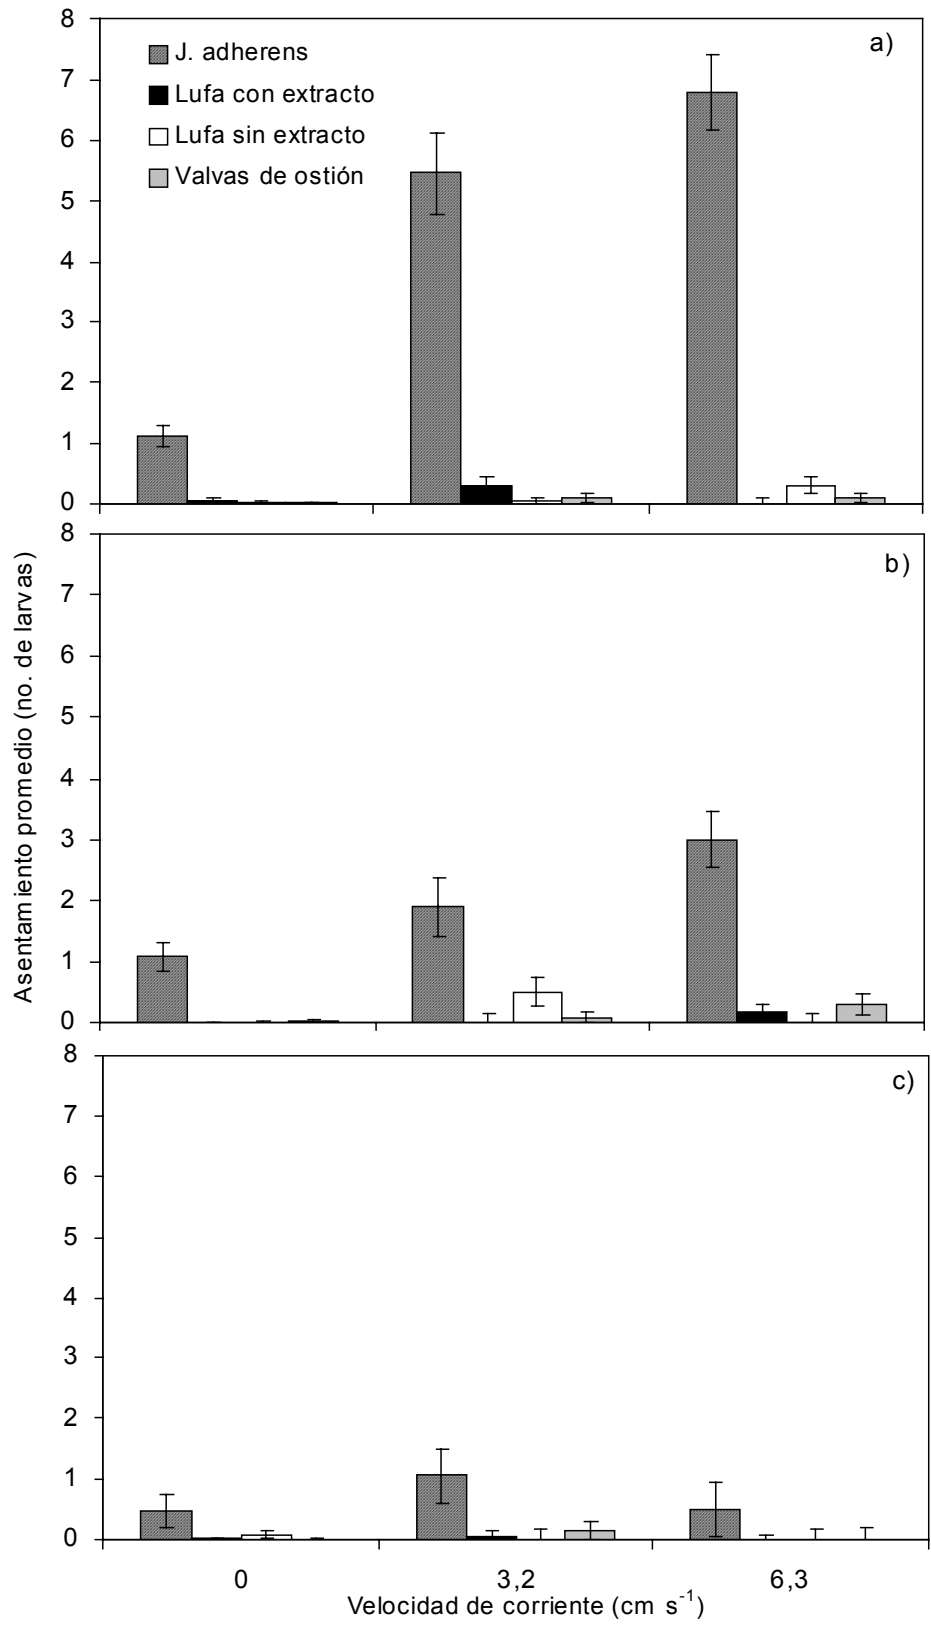 8
7
6
5
4
3
2
1
0
a)
J. adherens
Lufa con extracto
Lufa sin extracto
Valvas de ostión
Asentamiento promedio (no. de larvas)
8
7
6
5
4
3
2
1
0
b)
8
7
6
5
4
3
2
1
0
c)
0 3,2 6,3
Velocidad de corriente (cm s-1)